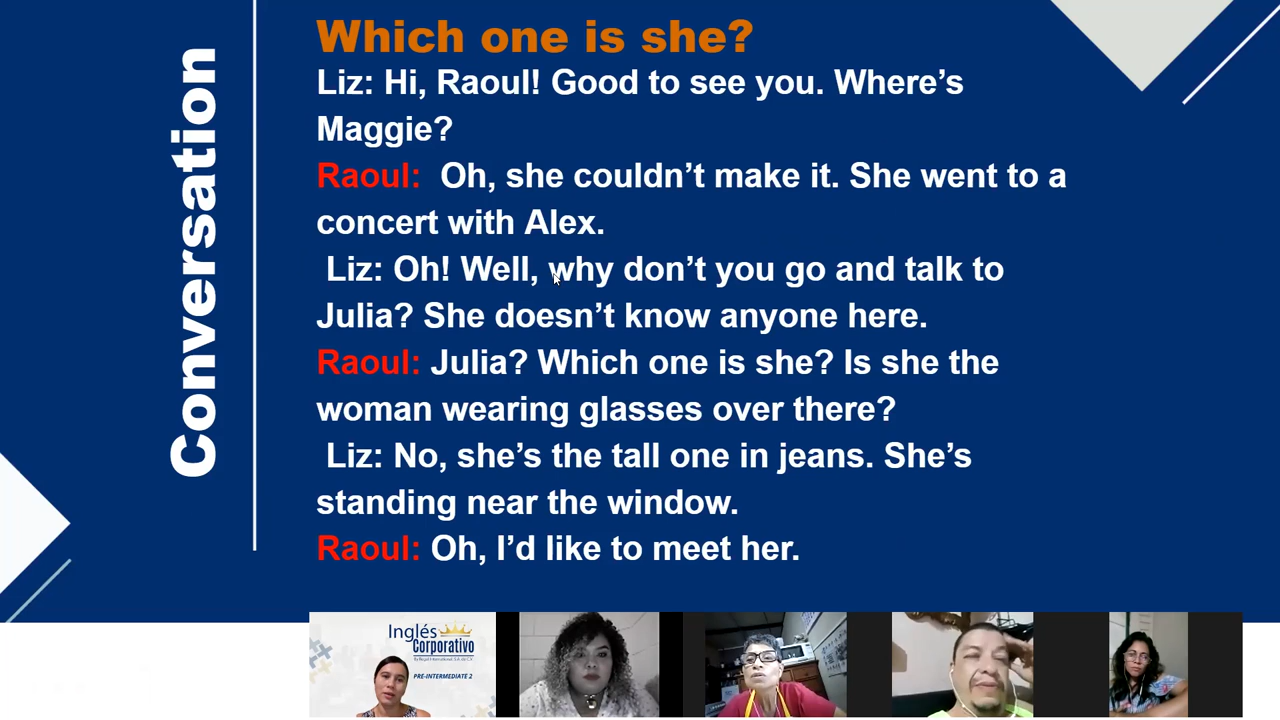 Conversation
Which one is she?
Liz: Hi, Raoul! Good to see you. Where’s
Maggie?
Raoul:  Oh, she couldn’t make it. She went to a
concert with Alex.
Liz: Oh! Well, why don’t you go and talk to
Julia? She doesn’t know anyone here.
Raoul: Julia? Which one is she? Is she the
woman wearing glasses over there?
Liz: No, she’s the tall one in jeans. She’s
standing near the window.
Raoul: Oh, I’d like to meet her.
Inglés
Corporativo
PRE-INTERMEDIATE 2